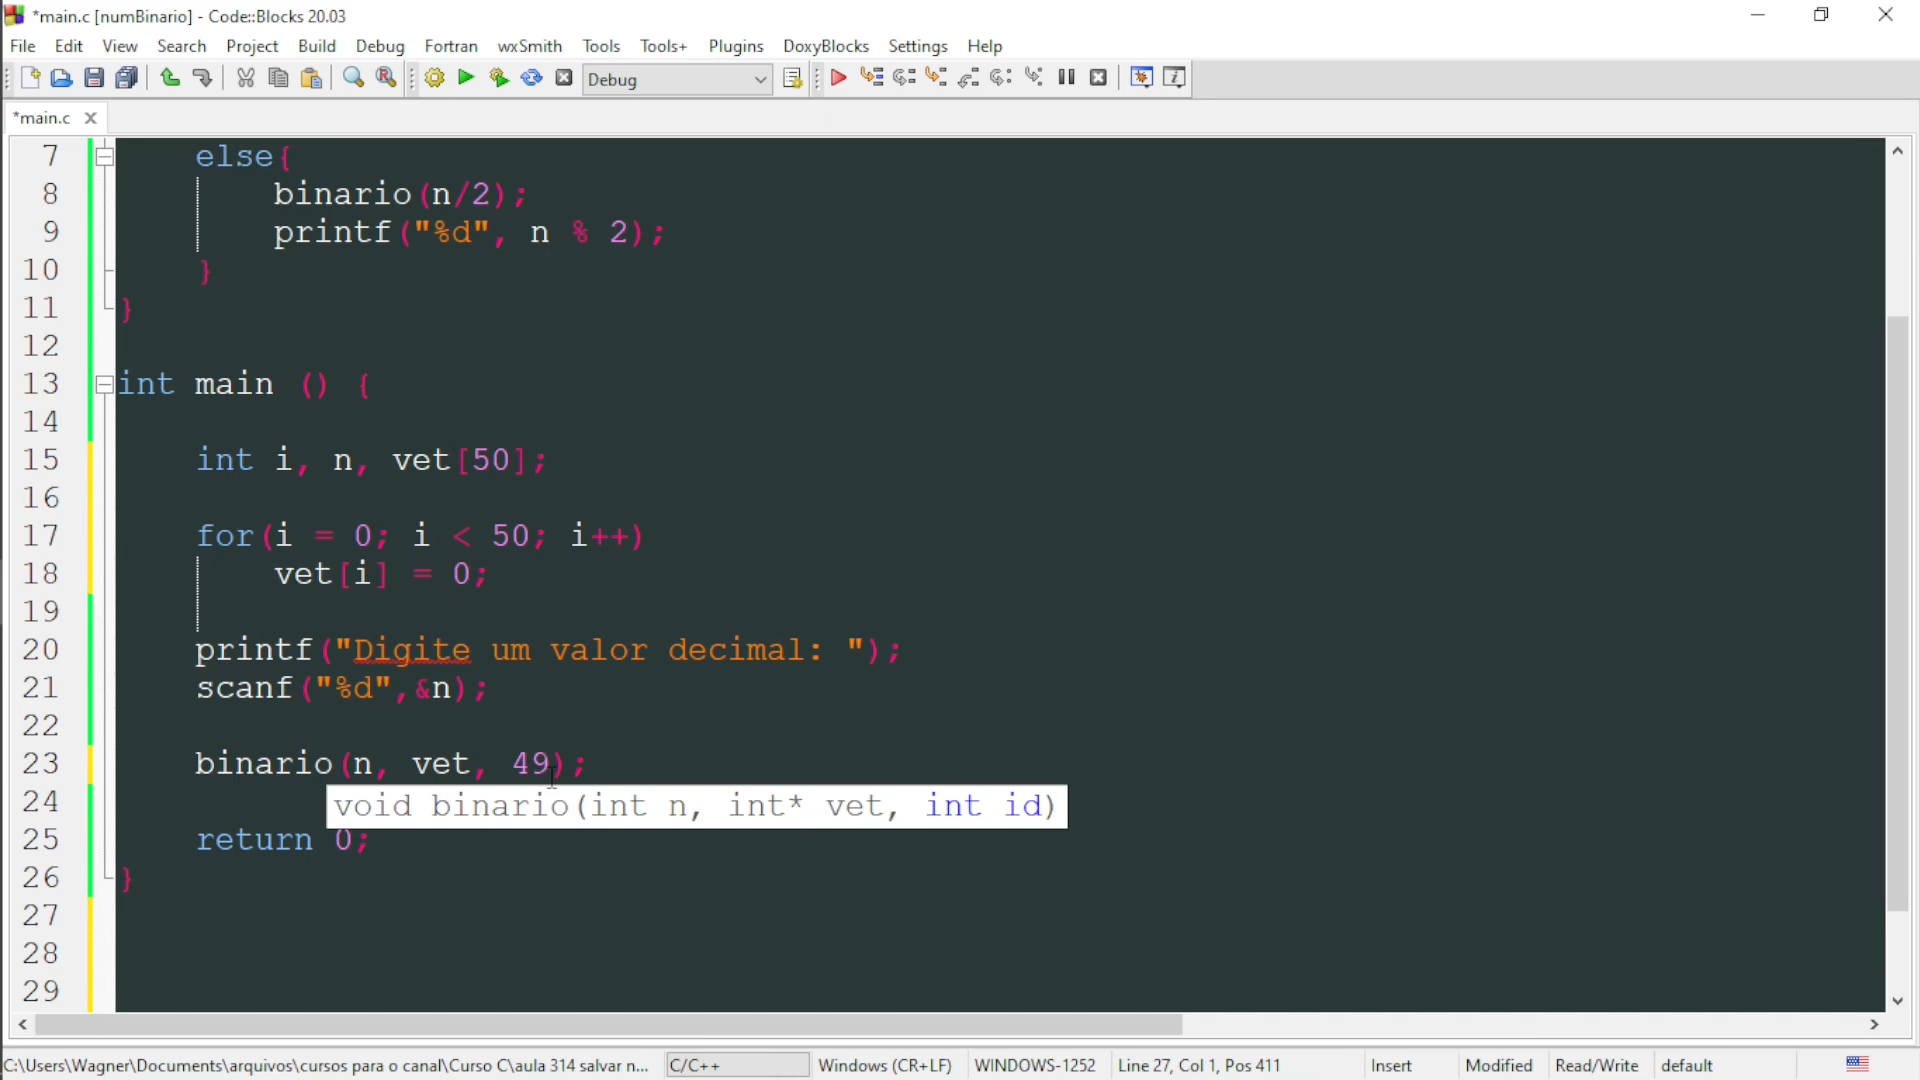 *main.c [numBinario] - Code::Blocks 20.03
File Edit View Search Project Build Debug Fortran wxSmith Tools Tools+ Plugins DoxyBlocks Settings Help
Debug
*main.c
7 else{
8 binario(n/2);
9 printf("%d", n % 2);
10 }
11 }
12
13 int main () {
14
15 int i, n, vet[50];
16
17 for(i = 0; i < 50; i++)
18 vet[i] = 0;
19
20 printf("Digite um valor decimal: ");
21 scanf("%d",&n);
22
23 binario(n, vet, 49);
24 void binario(int n, int* vet, int id)
25 return 0;
26 }
27
28
29
C:\Users\Wagner\Documents\arquivos\cursos para o canal\Curso C\aula 314 salvar n... C/C++ Windows (CR+LF) WINDOWS-1252 Line 27, Col 1, Pos 411 Insert Modified Read/Write default